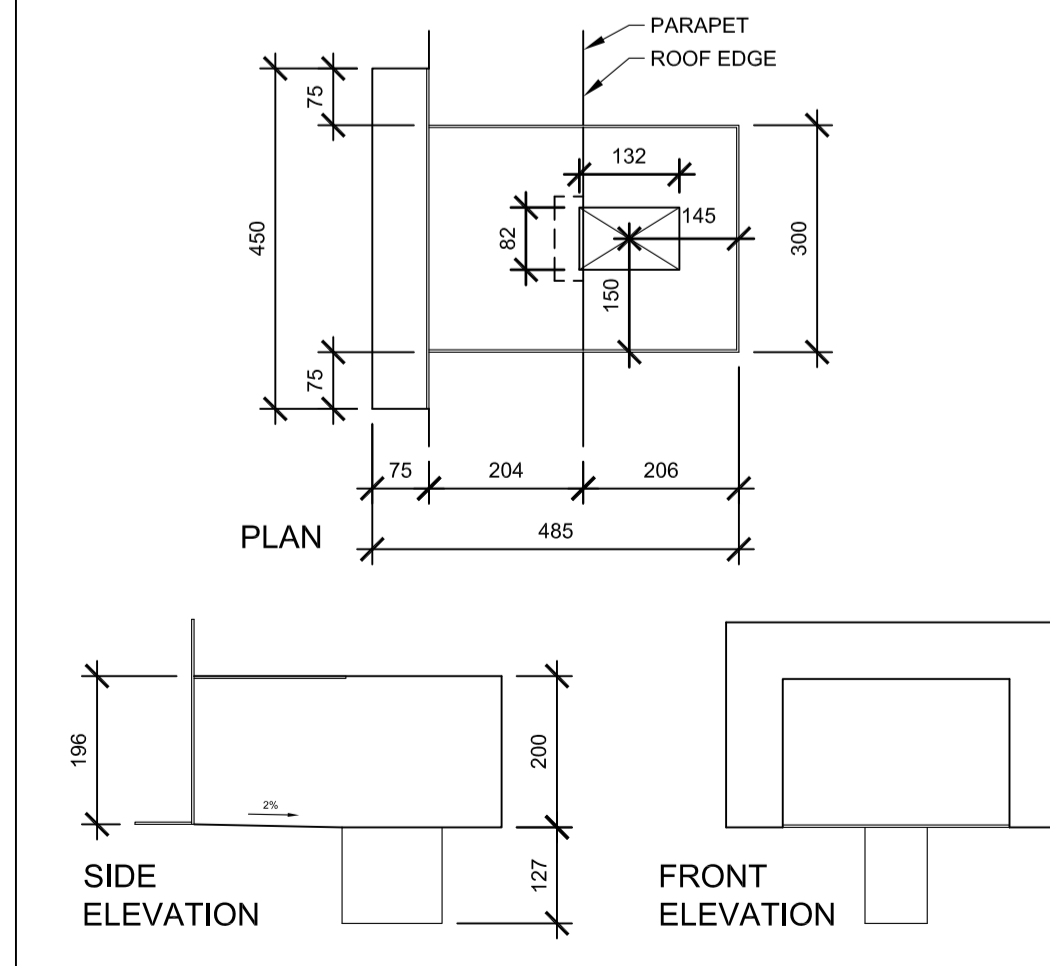 PARAPET
ROOF EDGE
75
132
145
450
82
300
150
75
75 204 206
485
PLAN
196
200
2%
127
SIDE
ELEVATION
FRONT
ELEVATION